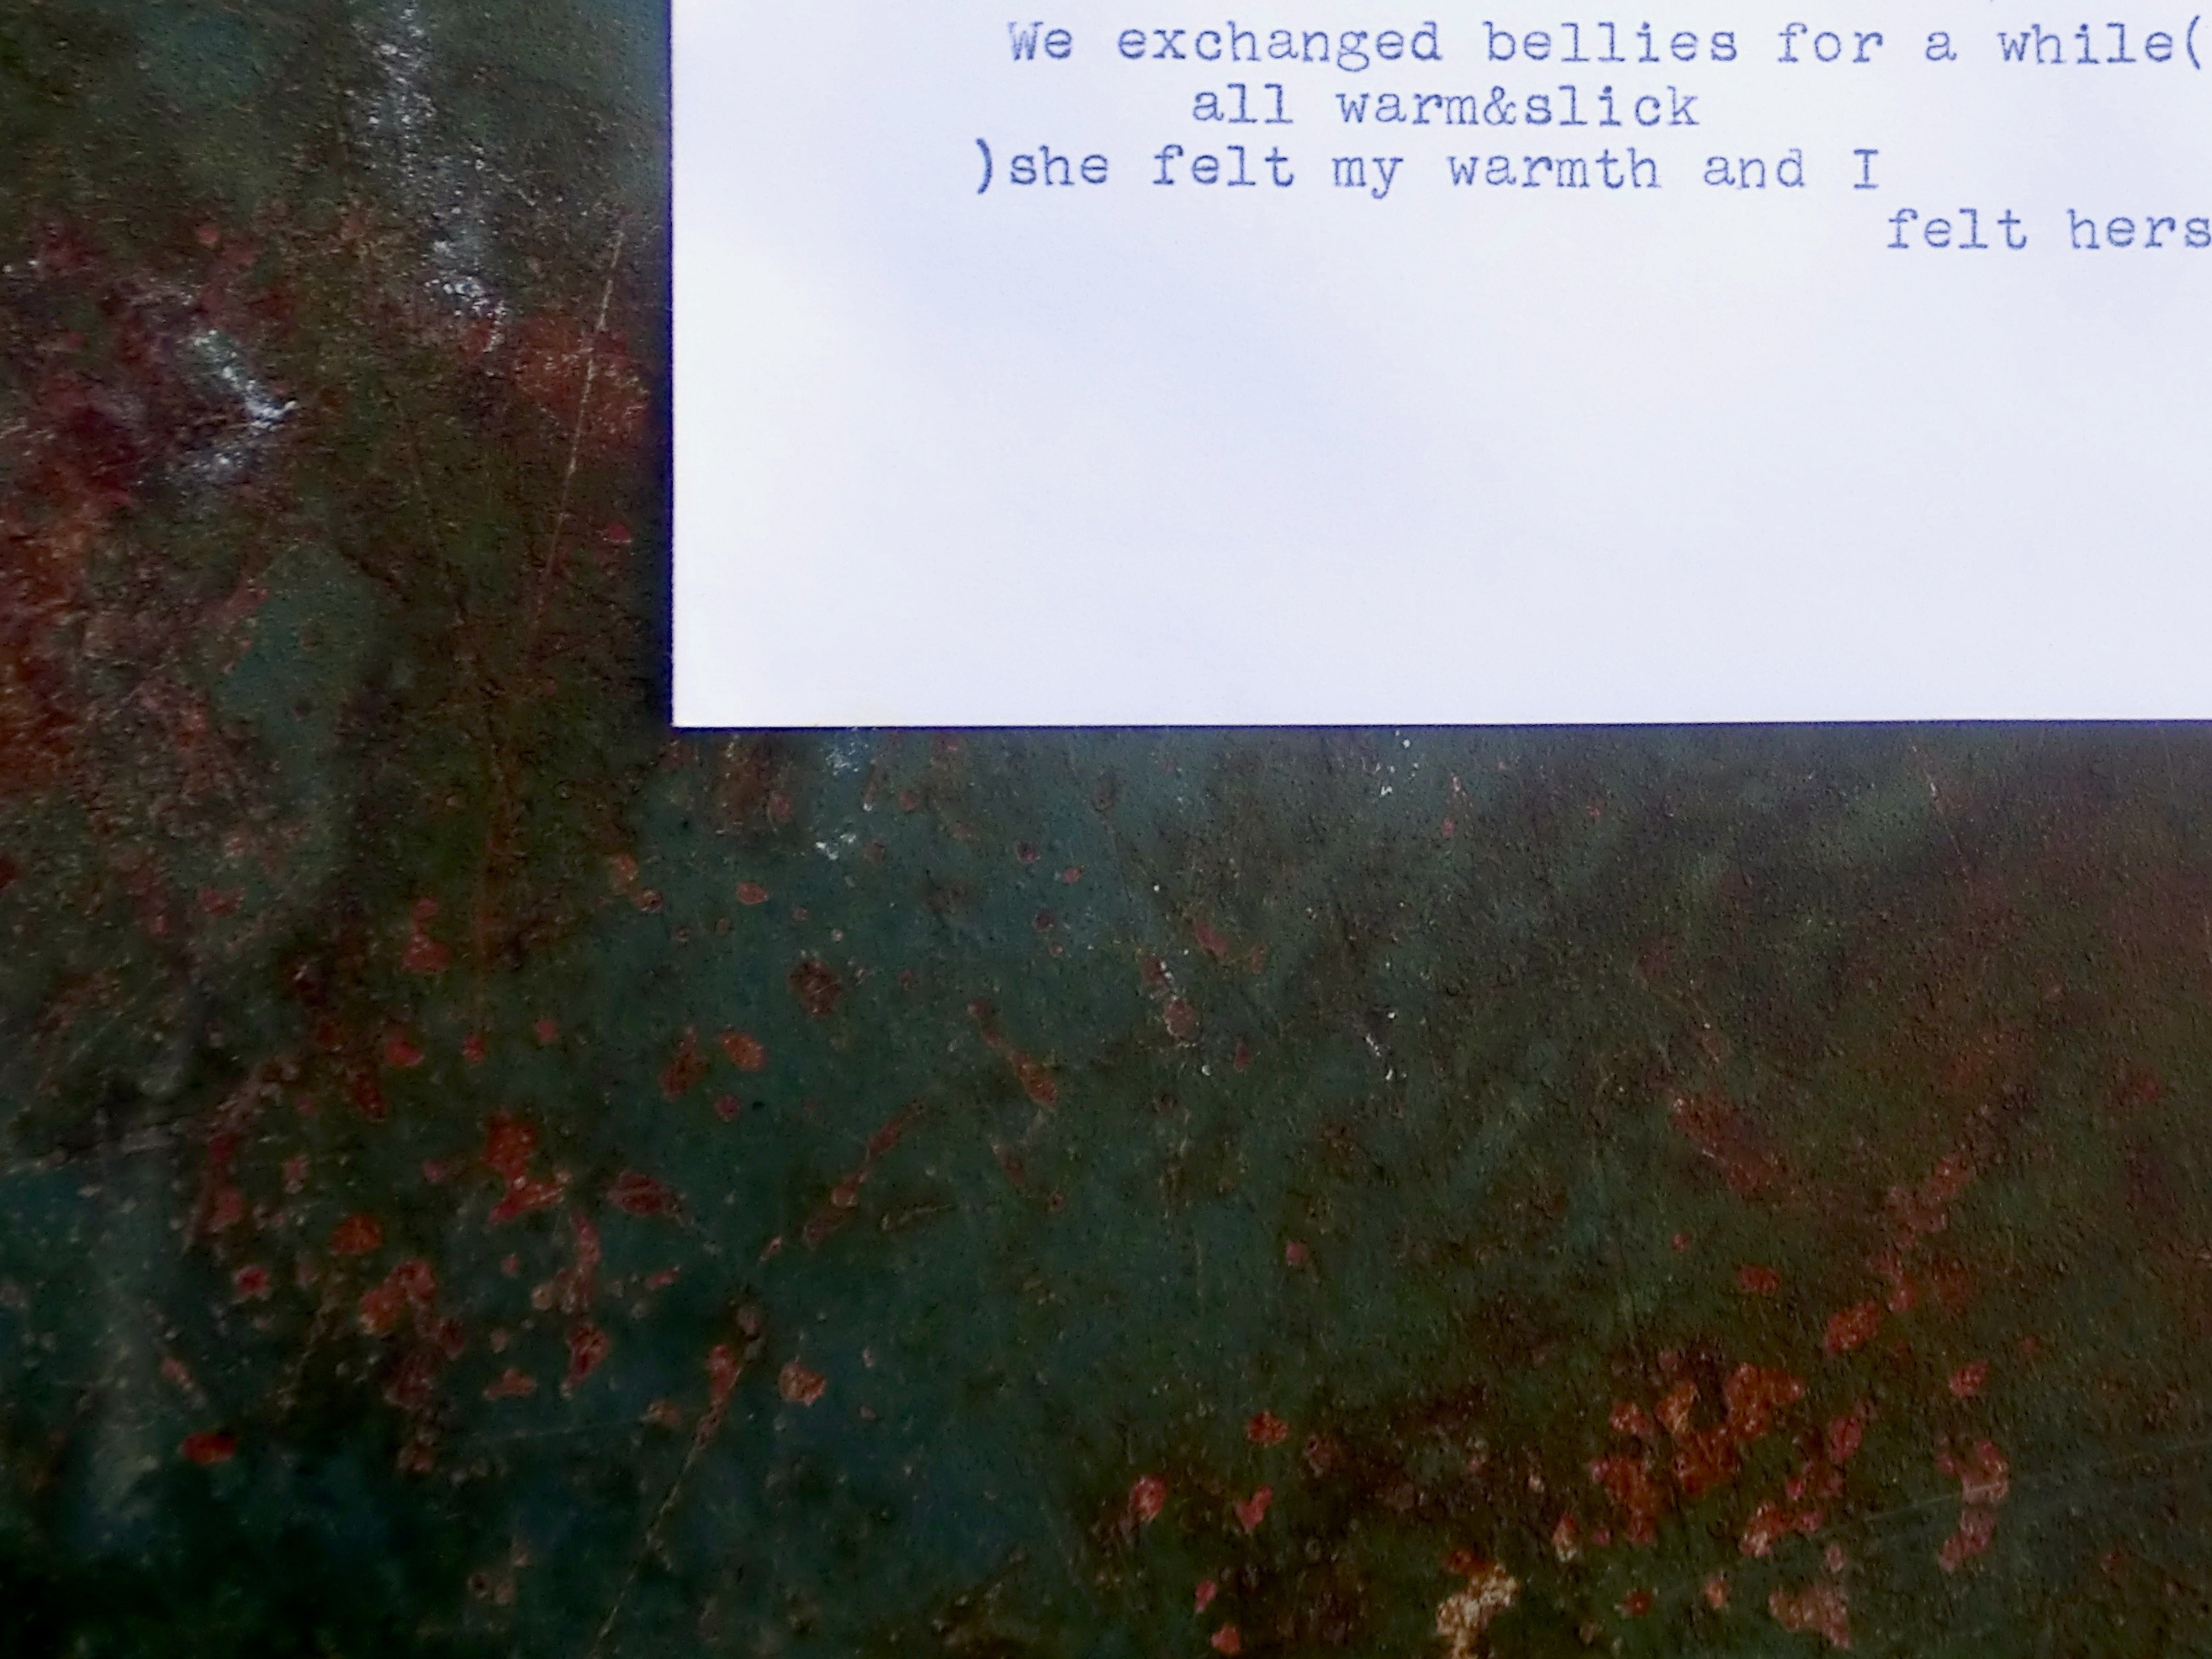 We exchanged bellies for a while(
all warm&slick
)she felt my warmth and I
felt hers